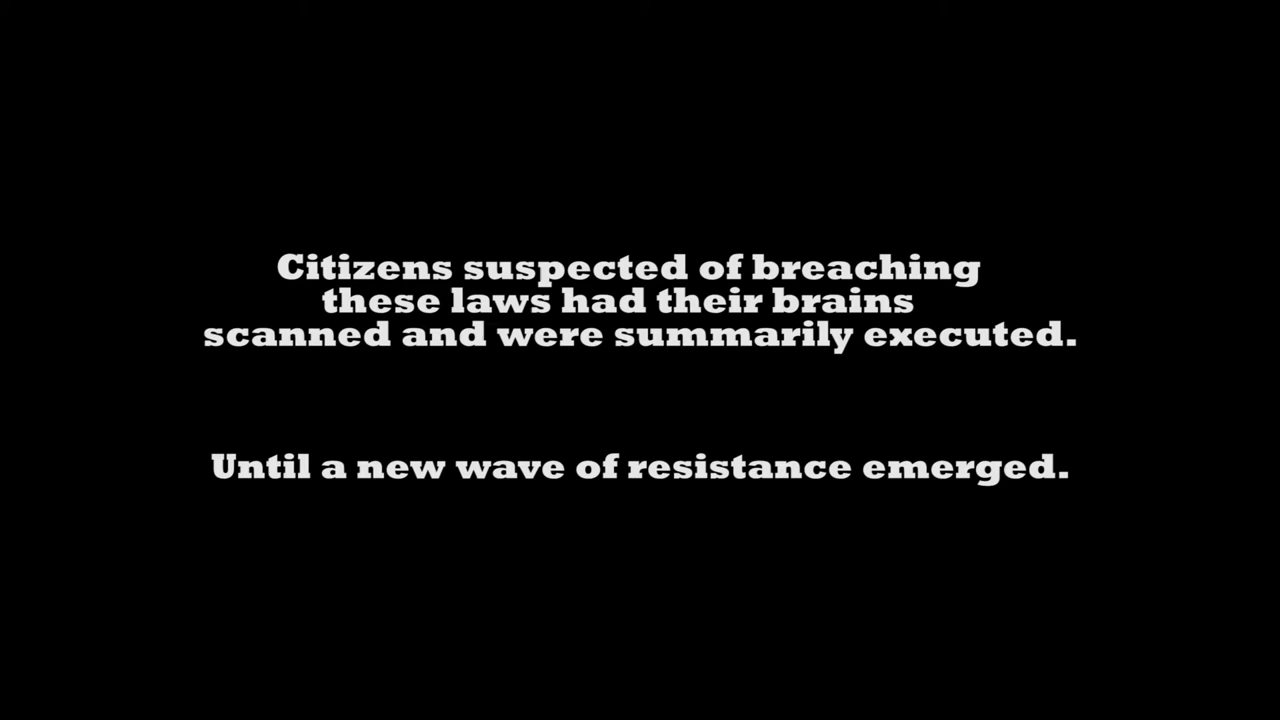 Citizens suspected of breaching
these laws had their brains
scanned and were summarily executed.
Until a new wave of resistance emerged.